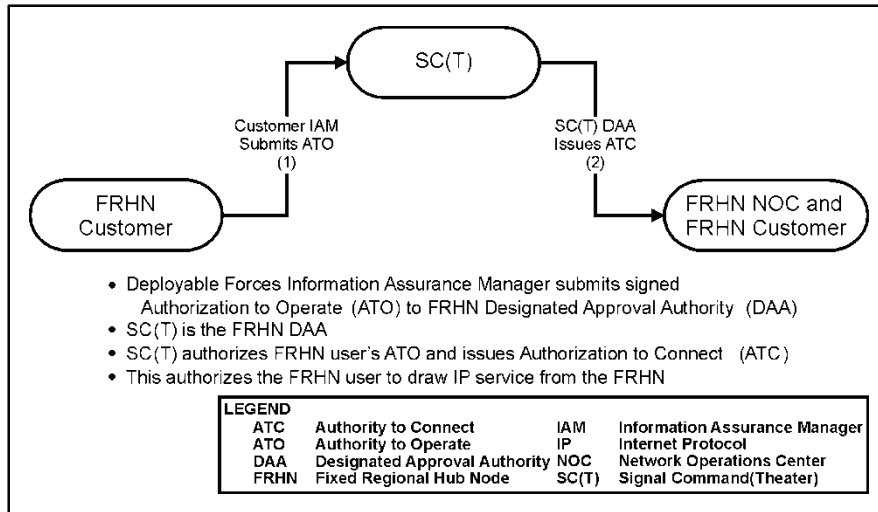 SC(T)
Customer IAM
Submits ATO
(1)
SC(T) DAA
Issues ATC
(2)
FRHN
Customer
FRHN NOC and
FRHN Customer
• Deployable Forces Information Assurance Manager submits signed
Authorization to Operate (ATO) to FRHN Designated Approval Authority (DAA)
• SC(T) is the FRHN DAA
• SC(T) authorizes FRHN user's ATO and issues Authorization to Connect (ATC)
• This authorizes the FRHN user to draw IP service from the FRHN
LEGEND
ATC Authority to Connect IAM Information Assurance Manager
ATO Authority to Operate IP Internet Protocol
DAA Designated Approval Authority NOC Network Operations Center
FRHN Fixed Regional Hub Node SC(T) Signal Command(Theater)